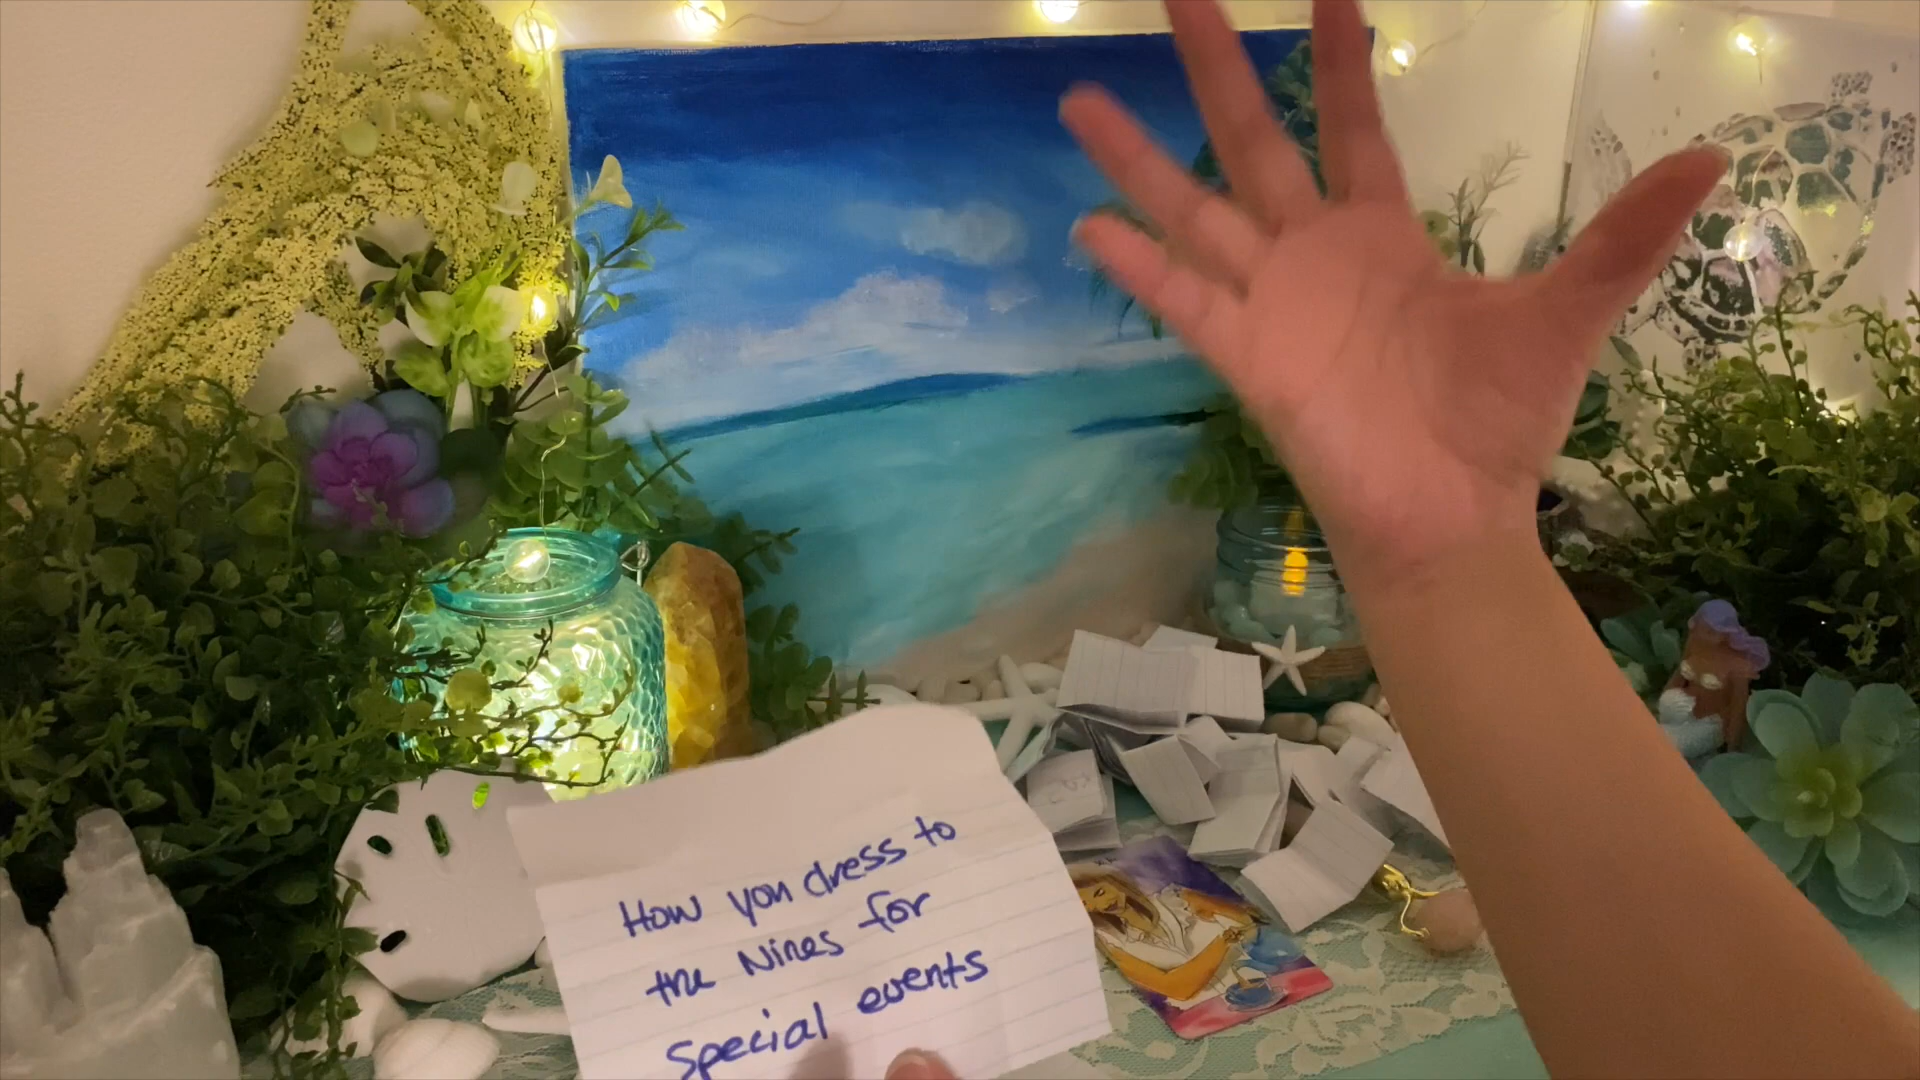 How you dress to
the Nines for
Special events